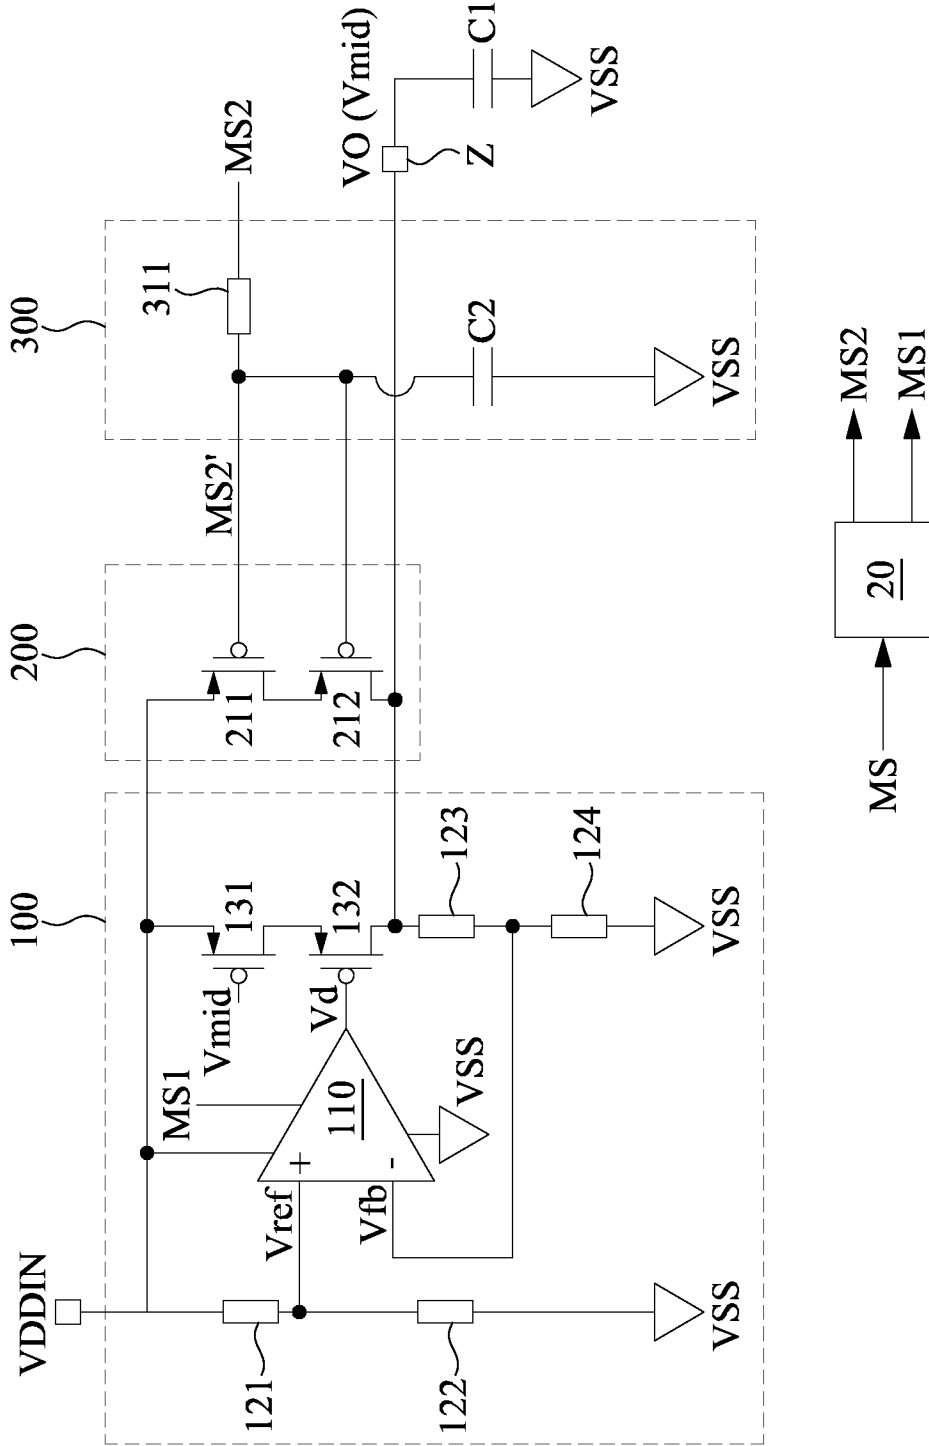 VDDIN
100
200
300
121
122
Vref
Vfb
+
-
110
MS1
VSS
Vmid
Vd
131
132
123
124
VSS
VSS
211
212
MS2'
311
MS2
C2
VSS
VO (Vmid)
Z
C1
VSS
MS
20
MS2
MS1